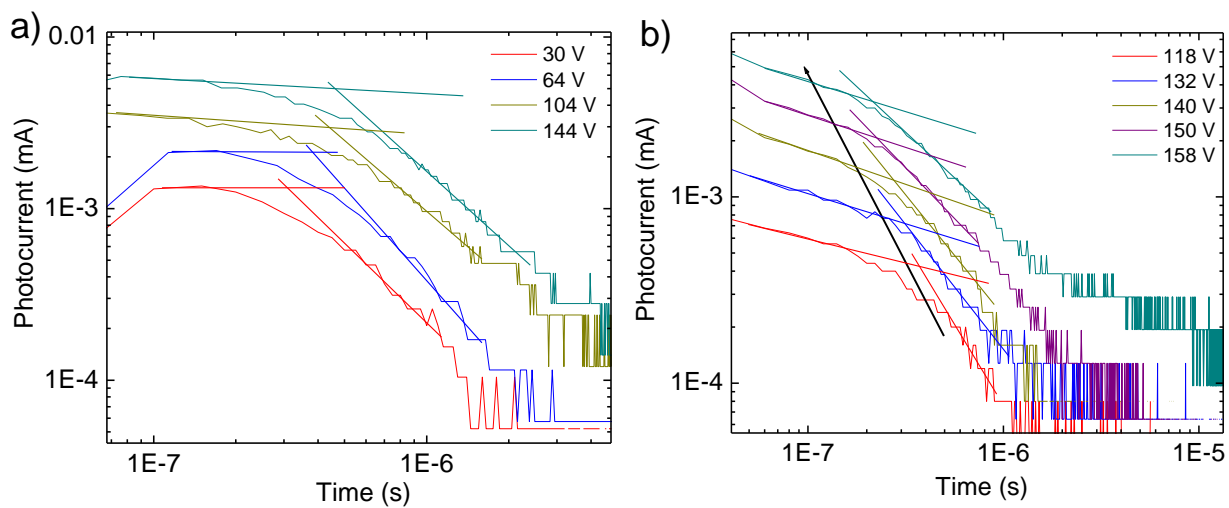 a)
0.01
1E-3
1E-4
Photocurrent (mA)
30 V
64 V
104 V
144 V
1E-7
1E-6
Time (s)
b)
1E-3
1E-4
Photocurrent (mA)
118 V
132 V
140 V
150 V
158 V
1E-7
1E-6
1E-5
Time (s)